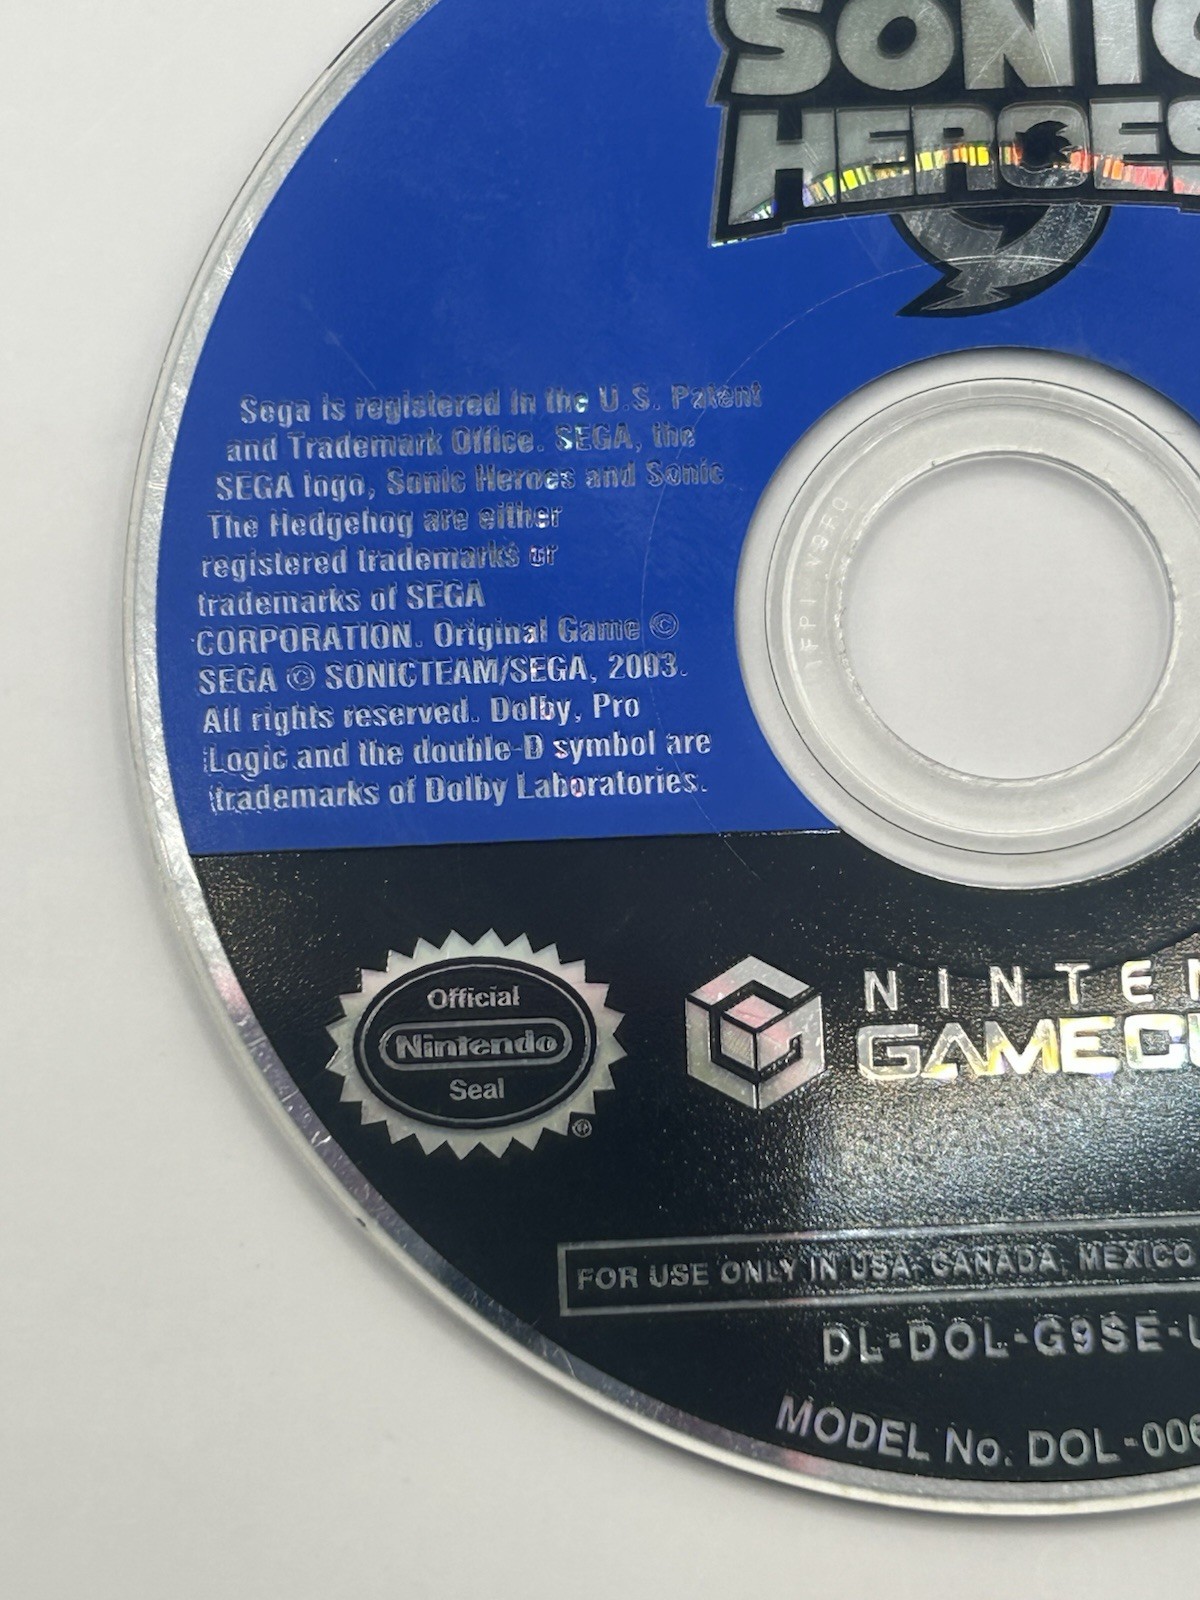 SONIC
HEROES
Sega is registered in the U.S. Patent
and Trademark Office. SEGA, the
SEGA logo, Sonic Heroes and Sonic
The Hedgehog are either
registered trademarks or
trademarks of SEGA
CORPORATION. Original Game ©
SEGA © SONICTEAM/SEGA, 2003.
All rights reserved. Dolby, Pro
Logic and the double-D symbol are
trademarks of Dolby Laboratories.
IFPI V9F0
Official
Nintendo
Seal
®
NINTEN
GAMECU
FOR USE ONLY IN USA, CANADA, MEXICO
DL-DOL-G9SE-U
MODEL No. DOL-006